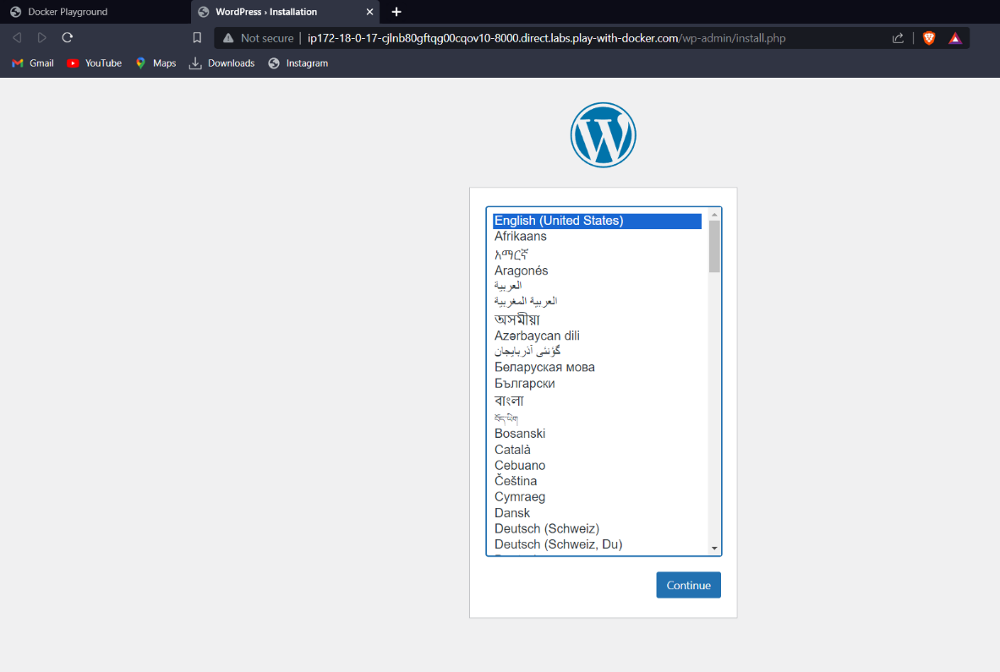 Docker Playground
WordPress › Installation
Not secure | ip172-18-0-17-cjlnb80gftqg00cqov10-8000.direct.labs.play-with-docker.com/wp-admin/install.php
Gmail YouTube Maps Downloads Instagram
English (United States)
Afrikaans
አማርኛ
Aragonés
العربية
العربية المغربية
অসমীয়া
Azərbaycan dili
گؤنئی آذربایجان
Беларуская мова
Български
বাংলা
བོད་ཡིག
Bosanski
Català
Cebuano
Čeština
Cymraeg
Dansk
Deutsch (Schweiz)
Deutsch (Schweiz, Du)
Continue